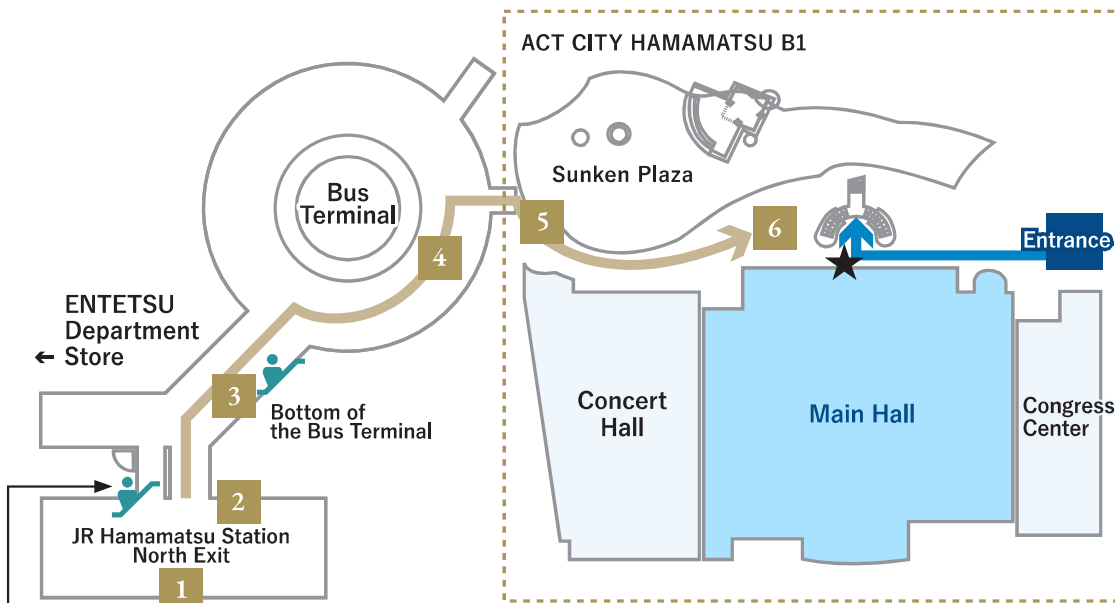 ACT CITY HAMAMATSU B1
Sunken Plaza
Bus
Terminal
5
6
4
Entrance
ENTETSU
Department
← Store
3
Bottom of
the Bus Terminal
Concert
Hall
Main Hall
Congress
Center
2
JR Hamamatsu Station
North Exit
1